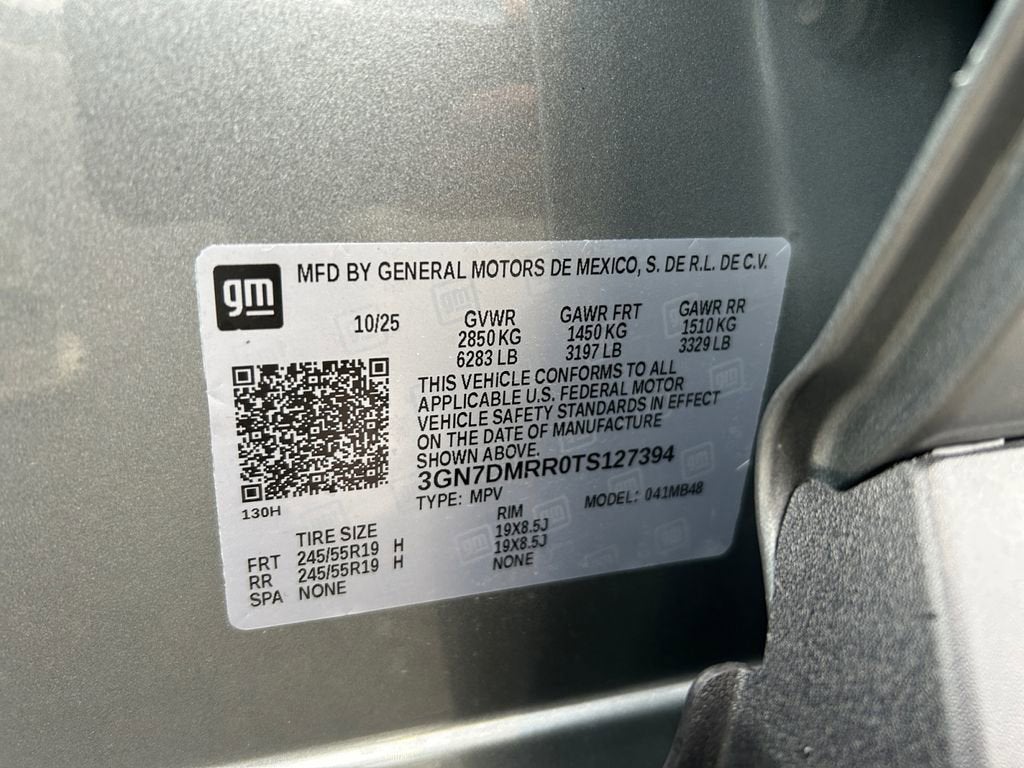 gm
MFD BY GENERAL MOTORS DE MEXICO, S. DE R.L. DE C.V.
10/25
GVWR GAWR FRT GAWR RR
2850 KG 1450 KG 1510 KG
6283 LB 3197 LB 3329 LB
THIS VEHICLE CONFORMS TO ALL
APPLICABLE U.S. FEDERAL MOTOR
VEHICLE SAFETY STANDARDS IN EFFECT
ON THE DATE OF MANUFACTURE
SHOWN ABOVE.
3GN7DMRR0TS127394
TYPE: MPV MODEL: 041MB48
130H
TIRE SIZE RIM
FRT 245/55R19 H 19X8.5J
RR 245/55R19 H 19X8.5J
SPA NONE NONE